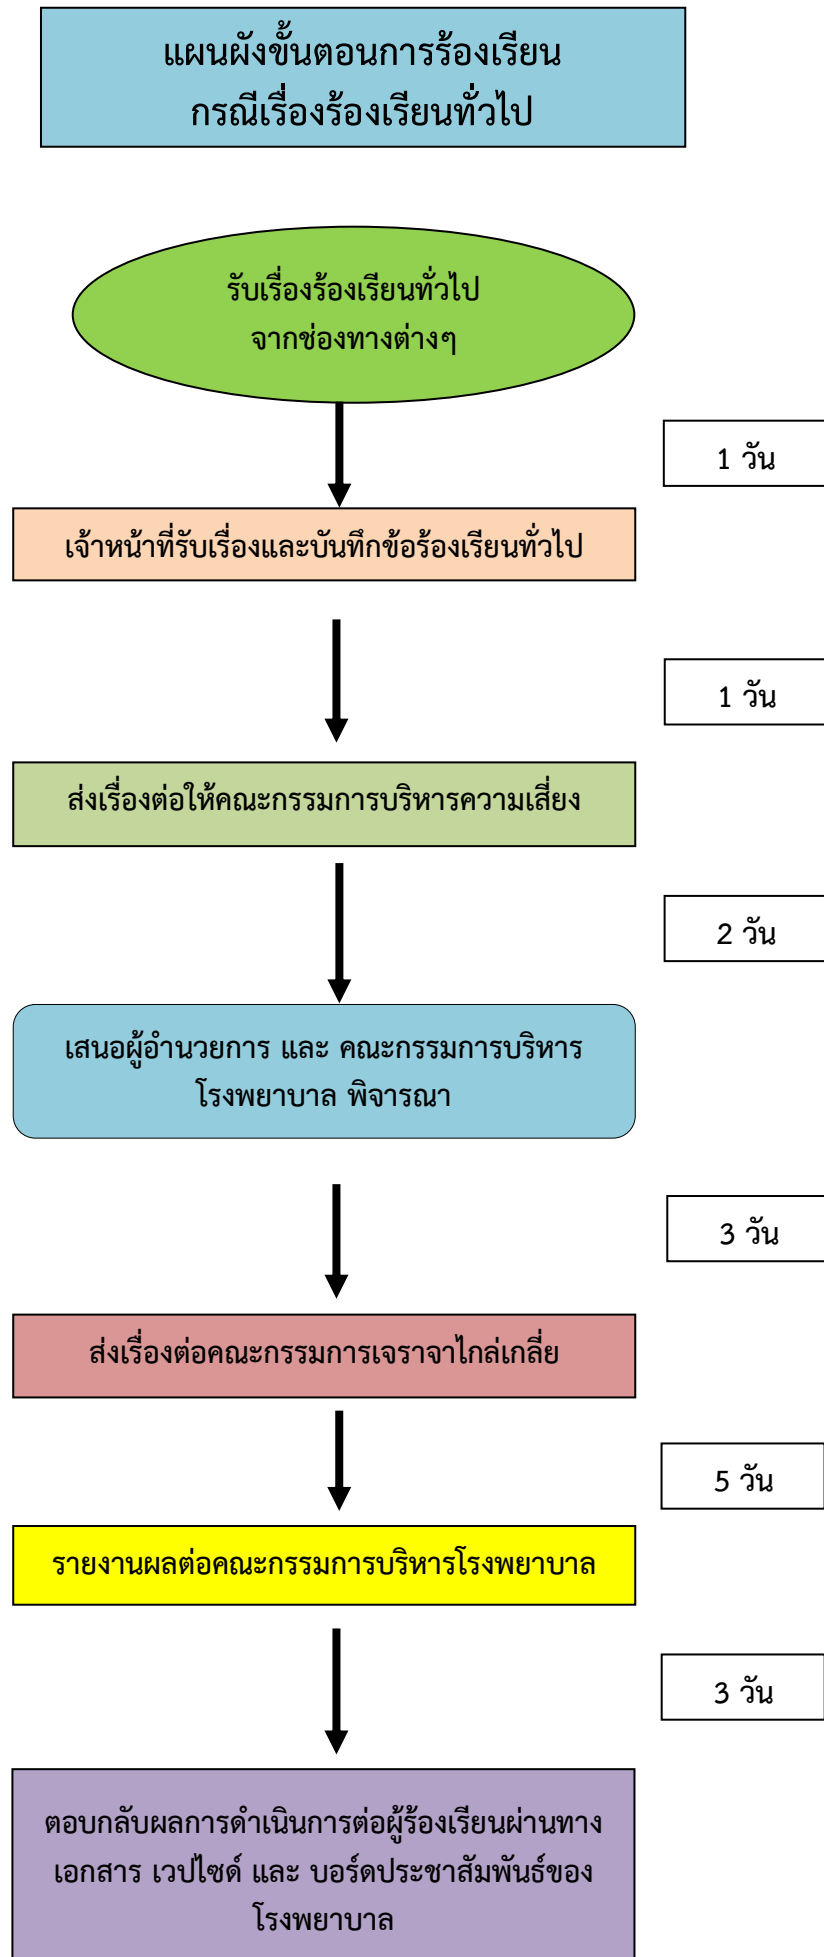 แผนผังขั้นตอนการร้องเรียน
กรณีเรื่องร้องเรียนทั่วไป
รับเรื่องร้องเรียนทั่วไป
จากช่องทางต่างๆ
1 วัน
เจ้าหน้าที่รับเรื่องและบันทึกข้อร้องเรียนทั่วไป
1 วัน
ส่งเรื่องต่อให้คณะกรรมการบริหารความเสี่ยง
2 วัน
เสนอผู้อำนวยการ และ คณะกรรมการบริหาร
โรงพยาบาล พิจารณา
3 วัน
ส่งเรื่องต่อคณะกรรมการเจราจาไกล่เกลี่ย
5 วัน
รายงานผลต่อคณะกรรมการบริหารโรงพยาบาล
3 วัน
ตอบกลับผลการดำเนินการต่อผู้ร้องเรียนผ่านทาง
เอกสาร เวปไซด์ และ บอร์ดประชาสัมพันธ์ของ
โรงพยาบาล